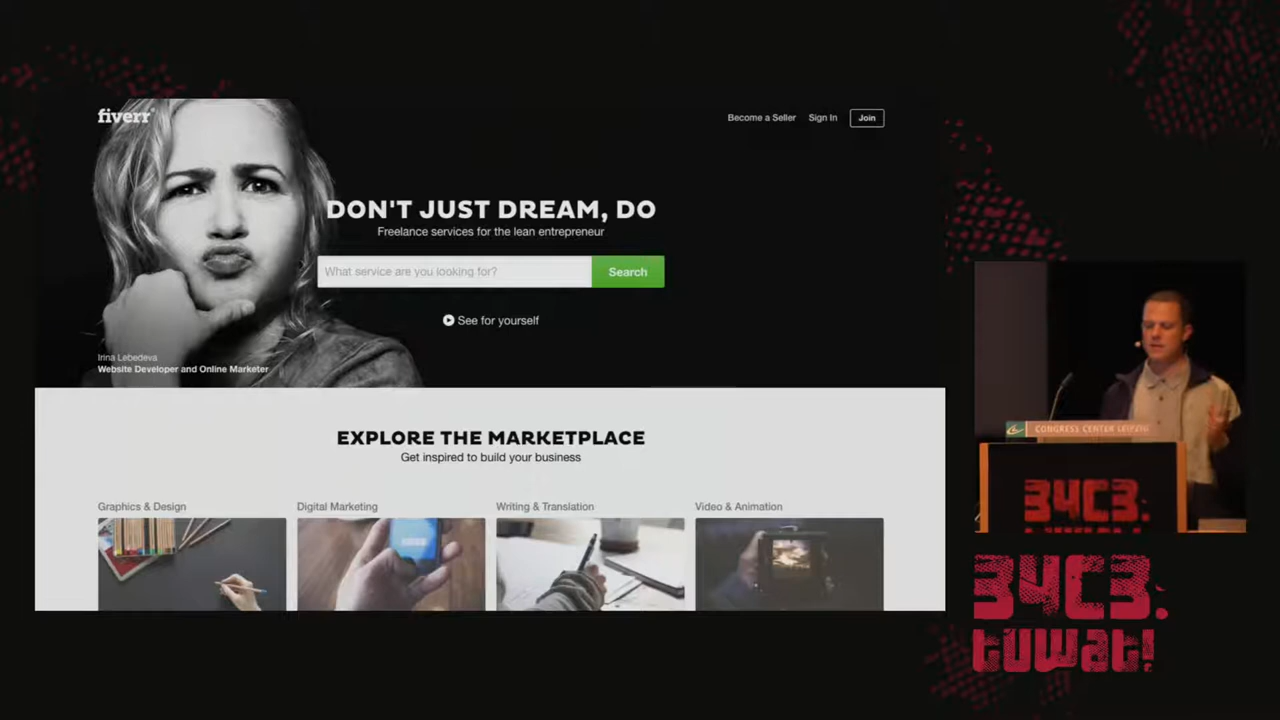 fiverr
Become a Seller Sign In Join
DON'T JUST DREAM, DO
Freelance services for the lean entrepreneur
What service are you looking for? Search
See for yourself
Irina Lebedeva
Website Developer and Online Marketer
EXPLORE THE MARKETPLACE
Get inspired to build your business
Graphics & Design Digital Marketing Writing & Translation Video & Animation
CONGRESS CENTER LEIPZIG
34C3.
34C3.
tuwat!